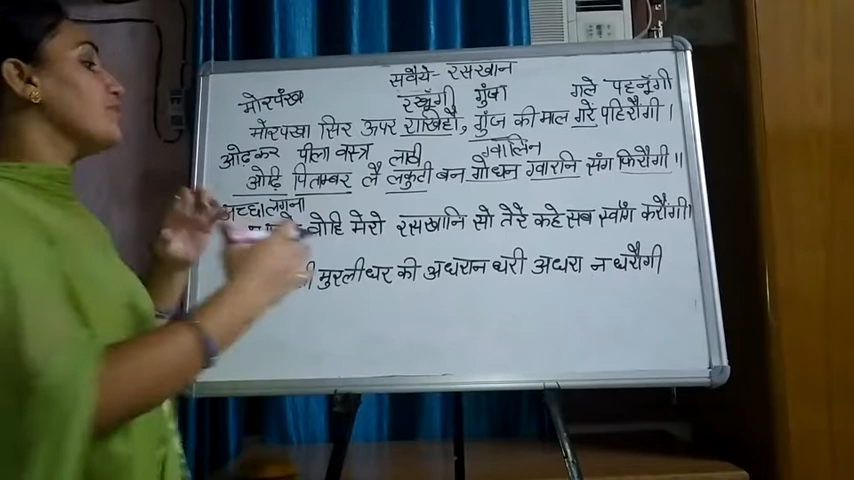 सवैये- रसखान
मोरपंख रखूँगी गुंजा गले पहनूँगी
मोरपखा सिर ऊपर राखिहौं, गुंज की माल गरे पहिरौंगी।
ओढ़कर पीला वस्त्र लाठी ग्वालिन
ओढ़ि पितम्बर लै लकुटी बन गोधन ग्वारनि संग फिरौंगी॥
अच्छा लगूना
वोहि मेरो रसखानि सो तेरे कहे सब स्वाँग करौंगी।
मुरलीधर की अधरान धरी अधरा न धरौंगी